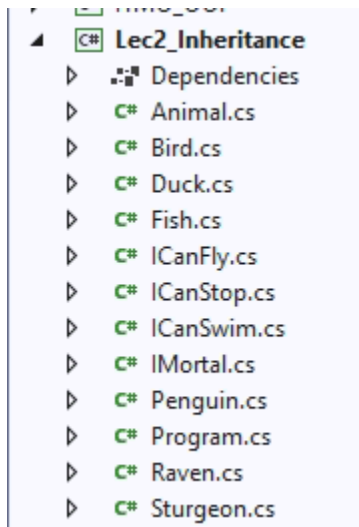 C# Lec2_Inheritance
Dependencies
C# Animal.cs
C# Bird.cs
C# Duck.cs
C# Fish.cs
C# ICanFly.cs
C# ICanStop.cs
C# ICanSwim.cs
C# IMortal.cs
C# Penguin.cs
C# Program.cs
C# Raven.cs
C# Sturgeon.cs